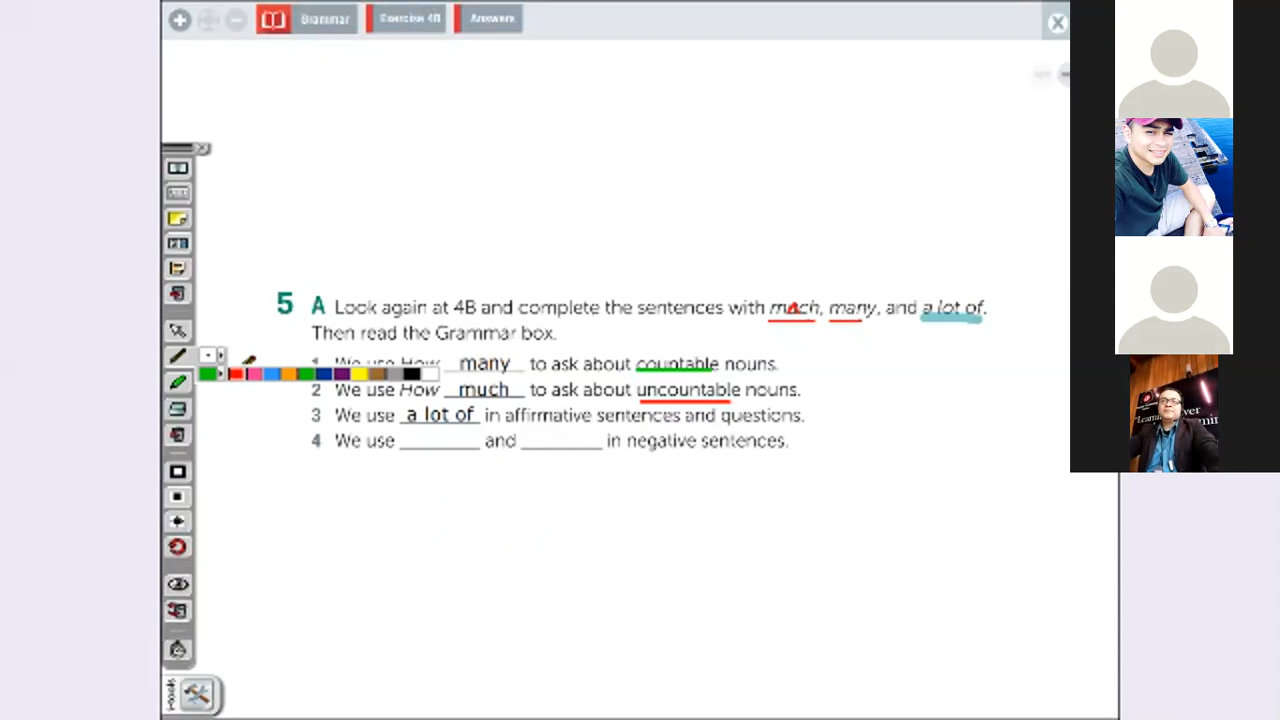 Grammar
Exercise 4B
Answers
5 A Look again at 4B and complete the sentences with much, many, and a lot of.
Then read the Grammar box.
1 We use How many to ask about countable nouns.
2 We use How much to ask about uncountable nouns.
3 We use a lot of in affirmative sentences and questions.
4 We use ________ and ________ in negative sentences.
i-tools